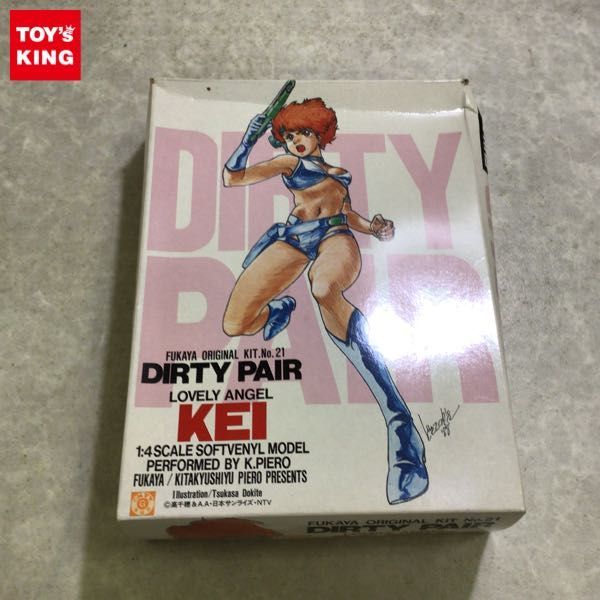 TOY's
KING
DIRTY
PAIR
FUKAYA ORIGINAL KIT.No.21
DIRTY PAIR
LOVELY ANGEL
KEI
1:4 SCALE SOFTVENYL MODEL
PERFORMED BY K.PIERO
FUKAYA / KITAKYUSHIYU PIERO PRESENTS
Illustration/Tsukasa Dokite
©高千穂&A.A・日本サンライズ・NTV
FUKAYA ORIGINAL KIT No.21
DIRTY PAIR